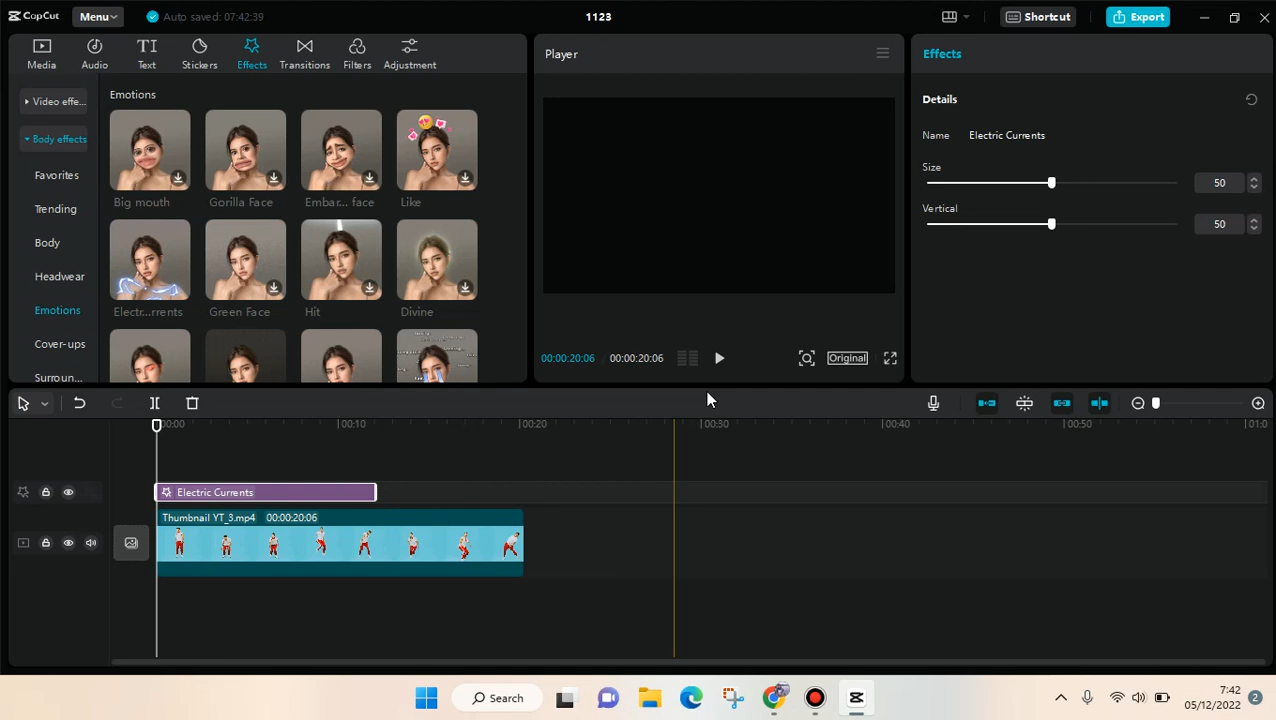 CapCut
Menu
Auto saved: 07:42:39
1123
Shortcut
Export
Media
Audio
Text
Stickers
Effects
Transitions
Filters
Adjustment
Player
Effects
Video effe...
Body effects
Favorites
Trending
Body
Headwear
Emotions
Cover-ups
Surroun...
Emotions
Big mouth
Gorilla Face
Embar... face
Like
Electr...rrents
Green Face
Hit
Divine
00:00:20:06 / 00:00:20:06
Original
Details
Name Electric Currents
Size
50
Vertical
50
00:00 00:10 00:20 00:30 00:40 00:50 01:0
Electric Currents
Thumbnail YT_3.mp4 00:00:20:06
Search
7:42
05/12/2022
2